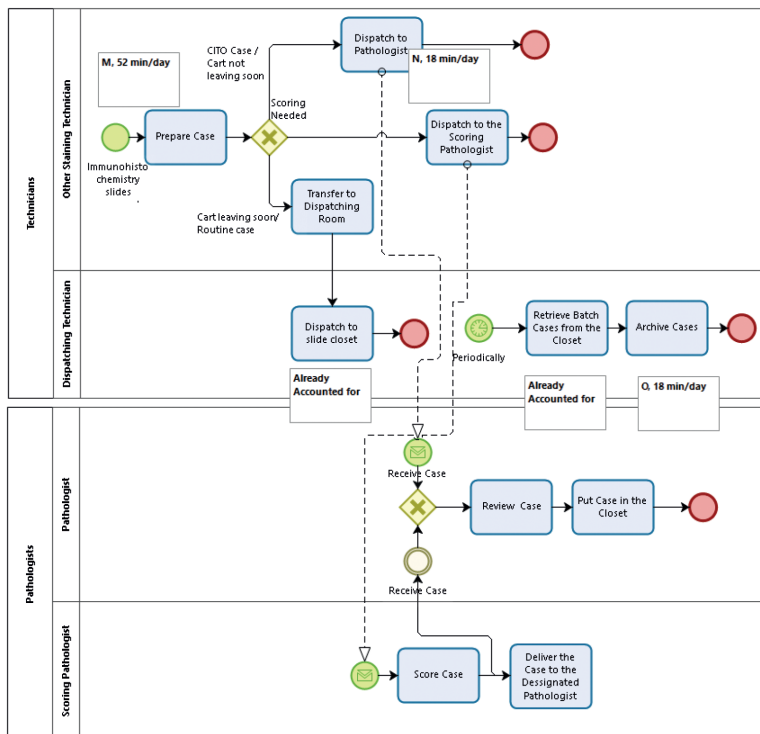 Technicians
Other Staining Technician
M, 52 min/day
Immunohisto
chemistry
slides
Prepare Case
CITO Case /
Cart not
leaving soon
Scoring
Needed
Cart leaving soon/
Routine case
Dispatch to
Pathologist
N, 18 min/day
Dispatch to the
Scoring
Pathologist
Transfer to
Dispatching
Room
Dispatching Technician
Dispatch to
slide closet
Already
Accounted for
Periodically
Retrieve Batch
Cases from the
Closet
Already
Accounted for
Archive Cases
O, 18 min/day
Pathologists
Pathologist
Receive Case
Review Case
Put Case in the
Closet
Receive Case
Scoring Pathologist
Score Case
Deliver the
Case to the
Dessignated
Pathologist